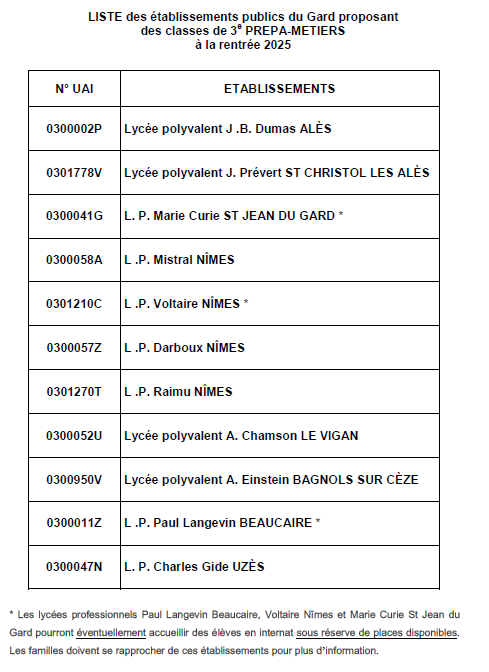 LISTE des établissements publics du Gard proposant
des classes de 3e PREPA-METIERS
à la rentrée 2025
N° UAI ETABLISSEMENTS
0300002P Lycée polyvalent J .B. Dumas ALÈS
0301778V Lycée polyvalent J. Prévert ST CHRISTOL LES ALÈS
0300041G L. P. Marie Curie ST JEAN DU GARD *
0300058A L .P. Mistral NÎMES
0301210C L .P. Voltaire NÎMES *
0300057Z L .P. Darboux NÎMES
0301270T L .P. Raimu NÎMES
0300052U Lycée polyvalent A. Chamson LE VIGAN
0300950V Lycée polyvalent A. Einstein BAGNOLS SUR CÈZE
0300011Z L .P. Paul Langevin BEAUCAIRE *
0300047N L. P. Charles Gide UZÈS
* Les lycées professionnels Paul Langevin Beaucaire, Voltaire Nîmes et Marie Curie St Jean du
Gard pourront éventuellement accueillir des élèves en internat sous réserve de places disponibles.
Les familles doivent se rapprocher de ces établissements pour plus d'information.